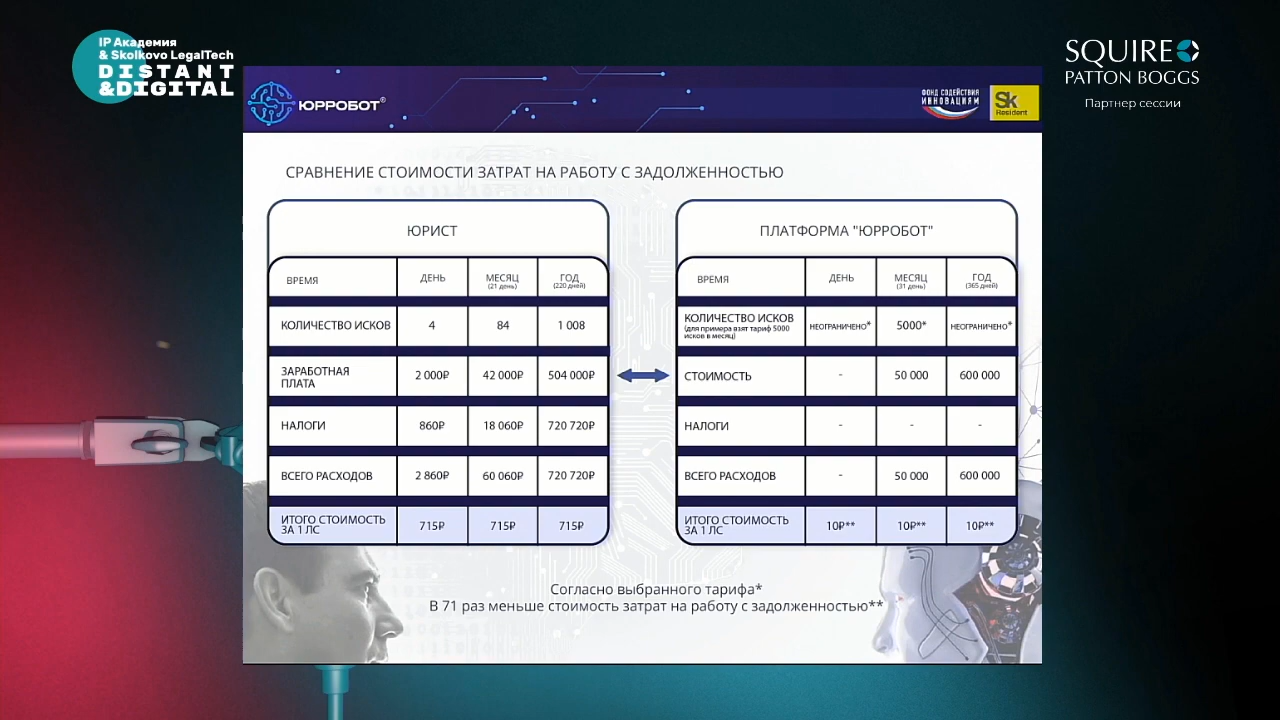 IP Академия
& Skolkovo LegalTech
DISTANT
&DIGITAL
SQUIRE
PATTON BOGGS
Партнер сессии
ЮРРОБОТ®
ФОНД СОДЕЙСТВИЯ
ИННОВАЦИЯМ
Sk
Resident
СРАВНЕНИЕ СТОИМОСТИ ЗАТРАТ НА РАБОТУ С ЗАДОЛЖЕННОСТЬЮ
ЮРИСТ
ВРЕМЯ ДЕНЬ МЕСЯЦ ГОД
(21 день) (220 дней)
КОЛИЧЕСТВО ИСКОВ 4 84 1 008
ЗАРАБОТНАЯ
ПЛАТА 2 000₽ 42 000₽ 504 000₽
НАЛОГИ 860₽ 18 060₽ 720 720₽
ВСЕГО РАСХОДОВ 2 860₽ 60 060₽ 720 720₽
ИТОГО СТОИМОСТЬ
ЗА 1 ЛС 715₽ 715₽ 715₽
ПЛАТФОРМА "ЮРРОБОТ"
ВРЕМЯ ДЕНЬ МЕСЯЦ ГОД
(31 день) (365 дней)
КОЛИЧЕСТВО ИСКОВ
(для примера взят тариф 5000
исков в месяц) НЕОГРАНИЧЕНО* 5000* НЕОГРАНИЧЕНО*
СТОИМОСТЬ - 50 000 600 000
НАЛОГИ - - -
ВСЕГО РАСХОДОВ - 50 000 600 000
ИТОГО СТОИМОСТЬ
ЗА 1 ЛС 10₽** 10₽** 10₽**
Согласно выбранного тарифа*
В 71 раз меньше стоимость затрат на работу с задолженностью**